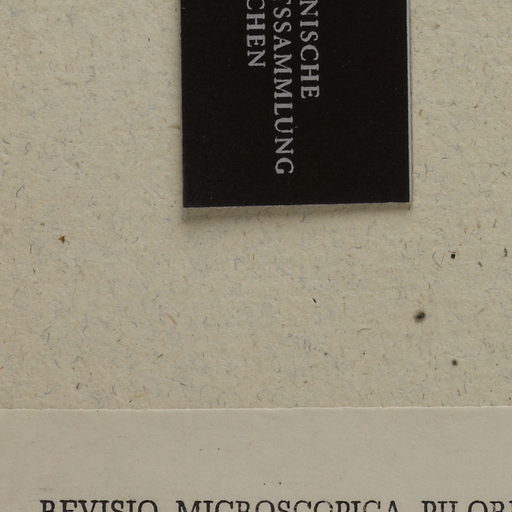 NISCHE
SSAMMLUNG
CHEN
REVISIO MICROSCOPICA PILOR